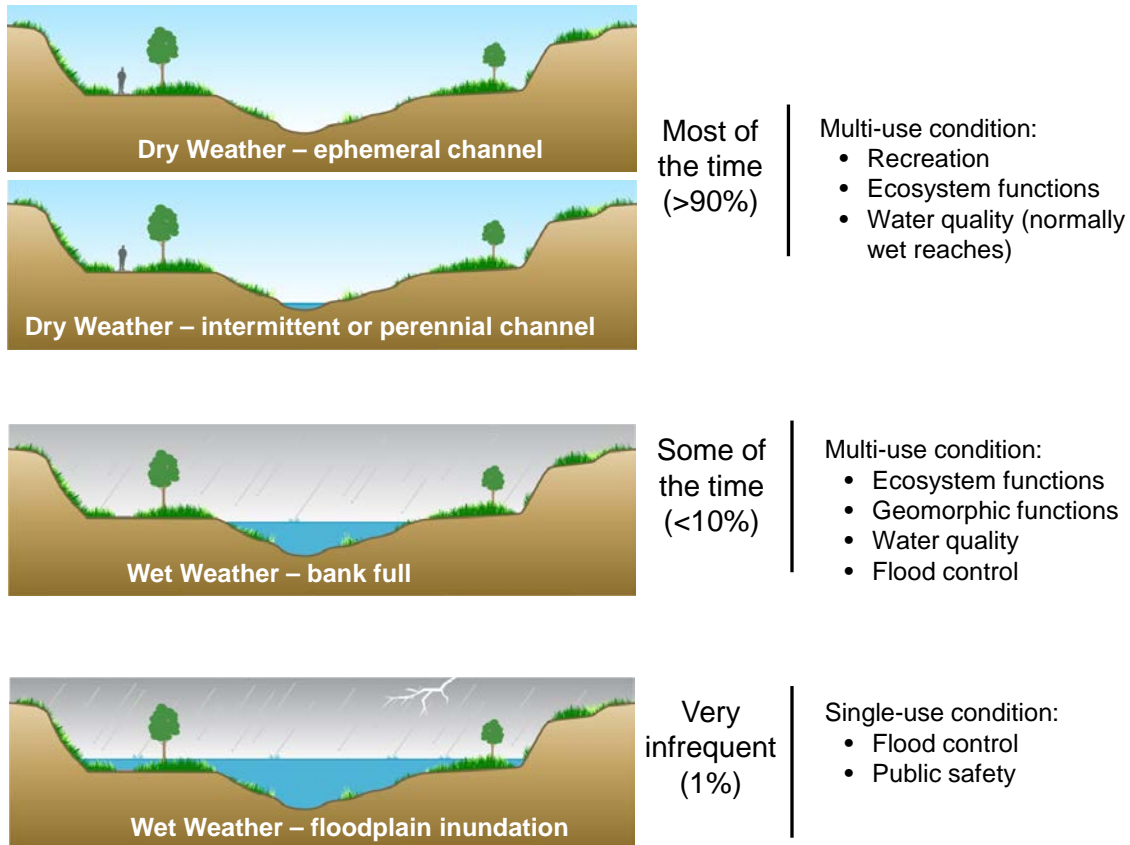 Dry Weather – ephemeral channel
Dry Weather – intermittent or perennial channel
Most of
the time
(>90%)
Multi-use condition:
• Recreation
• Ecosystem functions
• Water quality (normally
wet reaches)
Wet Weather – bank full
Some of
the time
(<10%)
Multi-use condition:
• Ecosystem functions
• Geomorphic functions
• Water quality
• Flood control
Wet Weather – floodplain inundation
Very
infrequent
(1%)
Single-use condition:
• Flood control
• Public safety